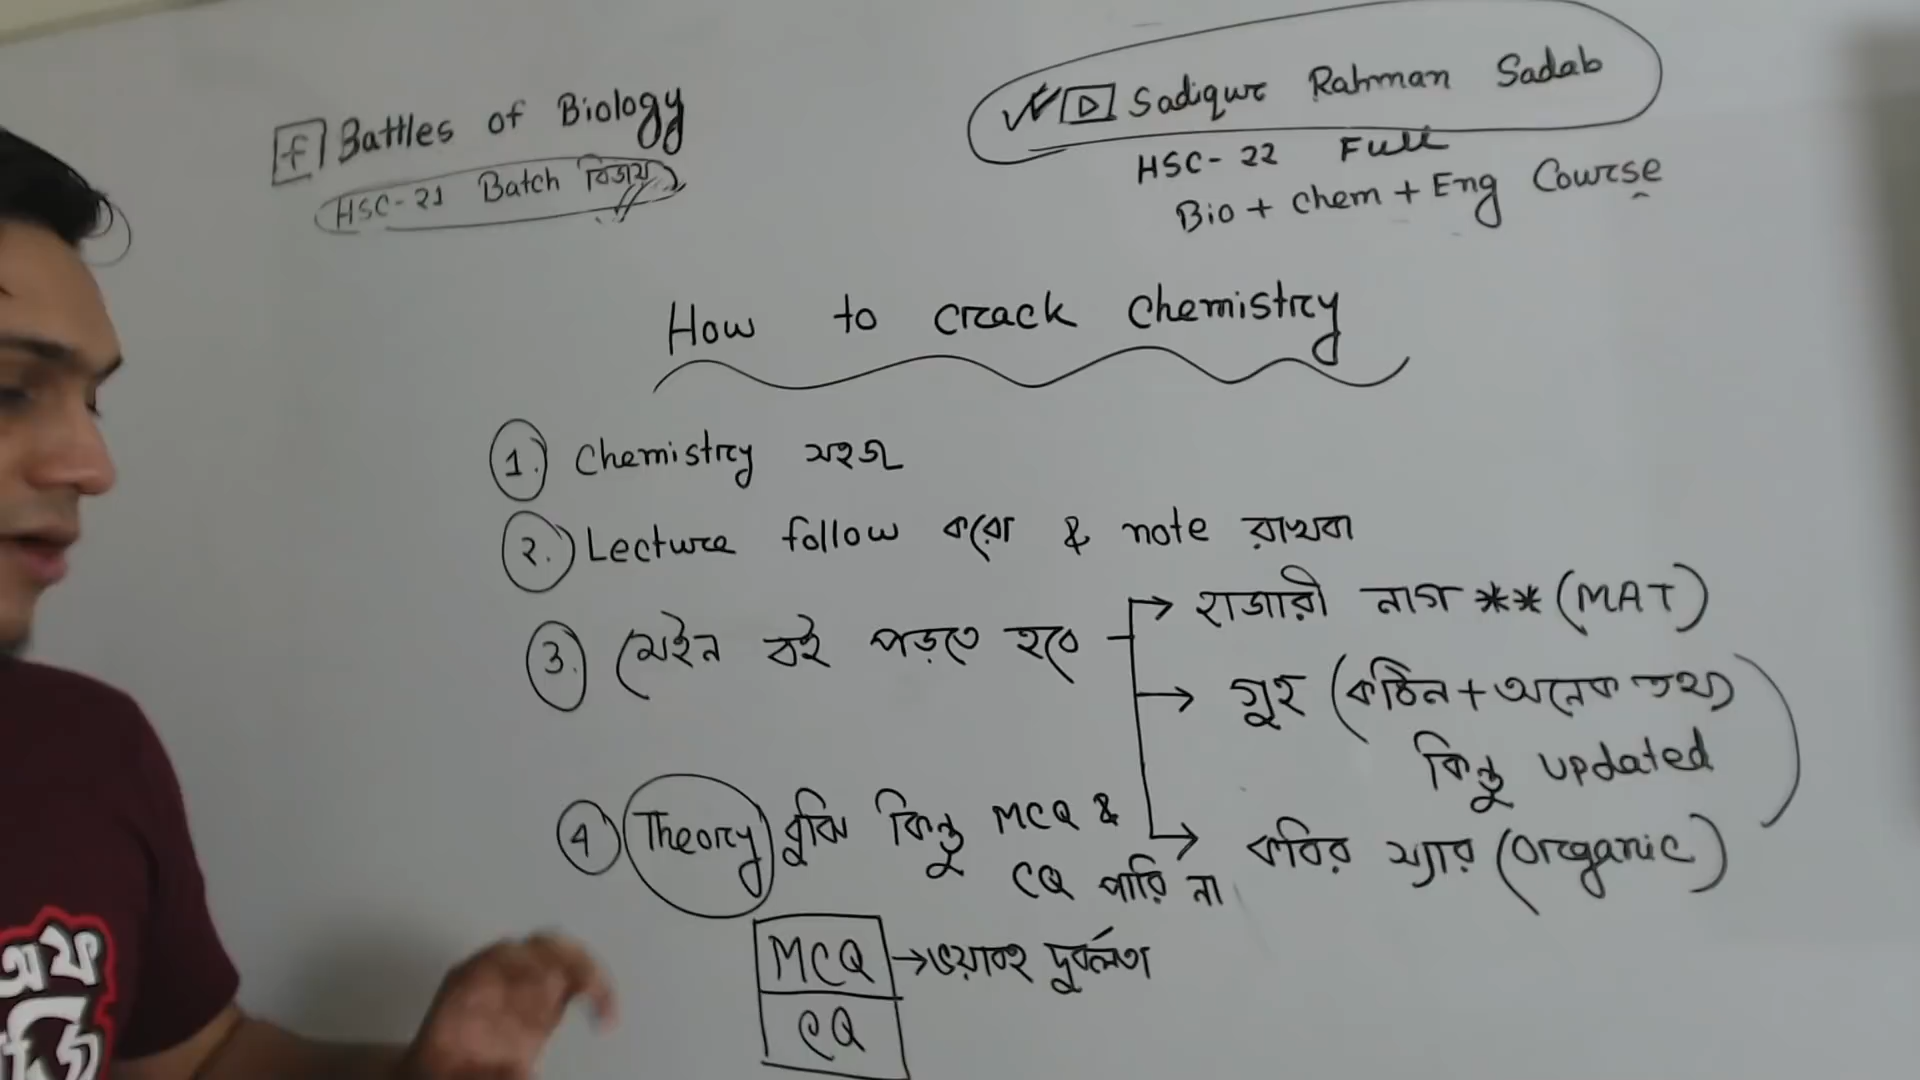 f Battles of Biology
HSC-21 Batch বিজয়
Sadiqur Rahman Sadab
HSC-22 Full
Bio + chem + Eng Course
How to crack chemistry
1. Chemistry সহজ
২. Lecture follow করো & note রাখবা
3. মেইন বই পড়তে হবে
→ হাজারী নাগ ** (MAT)
→ গুহ (কঠিন + অনেক তথ্য
কিন্তু updated)
→ কবির স্যার (Organic)
4 Theory বুঝি কিন্তু MCQ &
CQ পারি না
MCQ → ভয়াবহ দুর্বলতা
CQ